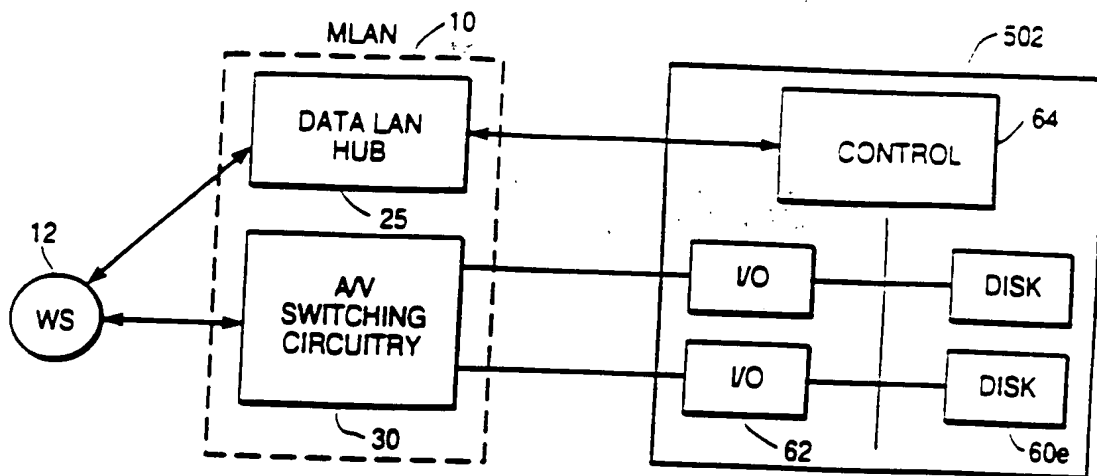 MLAN
10
502
DATA LAN
HUB
25
CONTROL
64
12
WS
A/V
SWITCHING
CIRCUITRY
30
I/O
DISK
I/O
DISK
62
60e